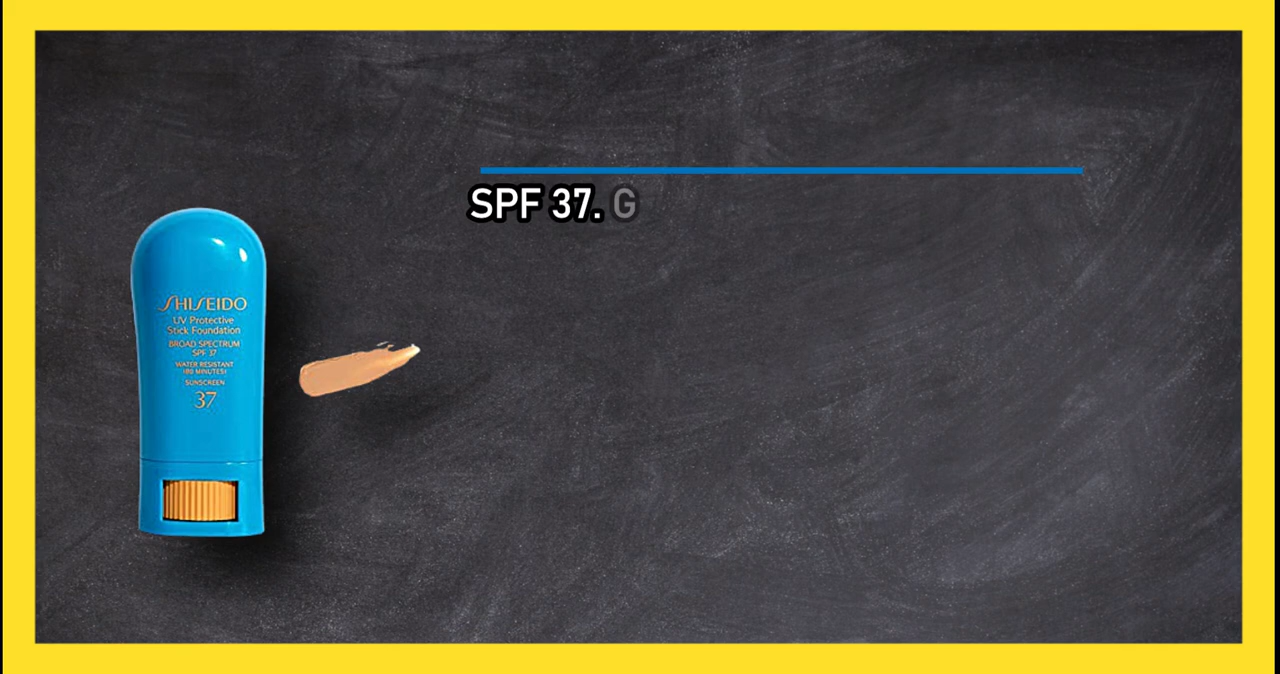 SPF 37. G
SHISEIDO
UV Protective
Stick Foundation
BROAD SPECTRUM
SPF 37
WATER RESISTANT
(80 MINUTES)
SUNSCREEN
37